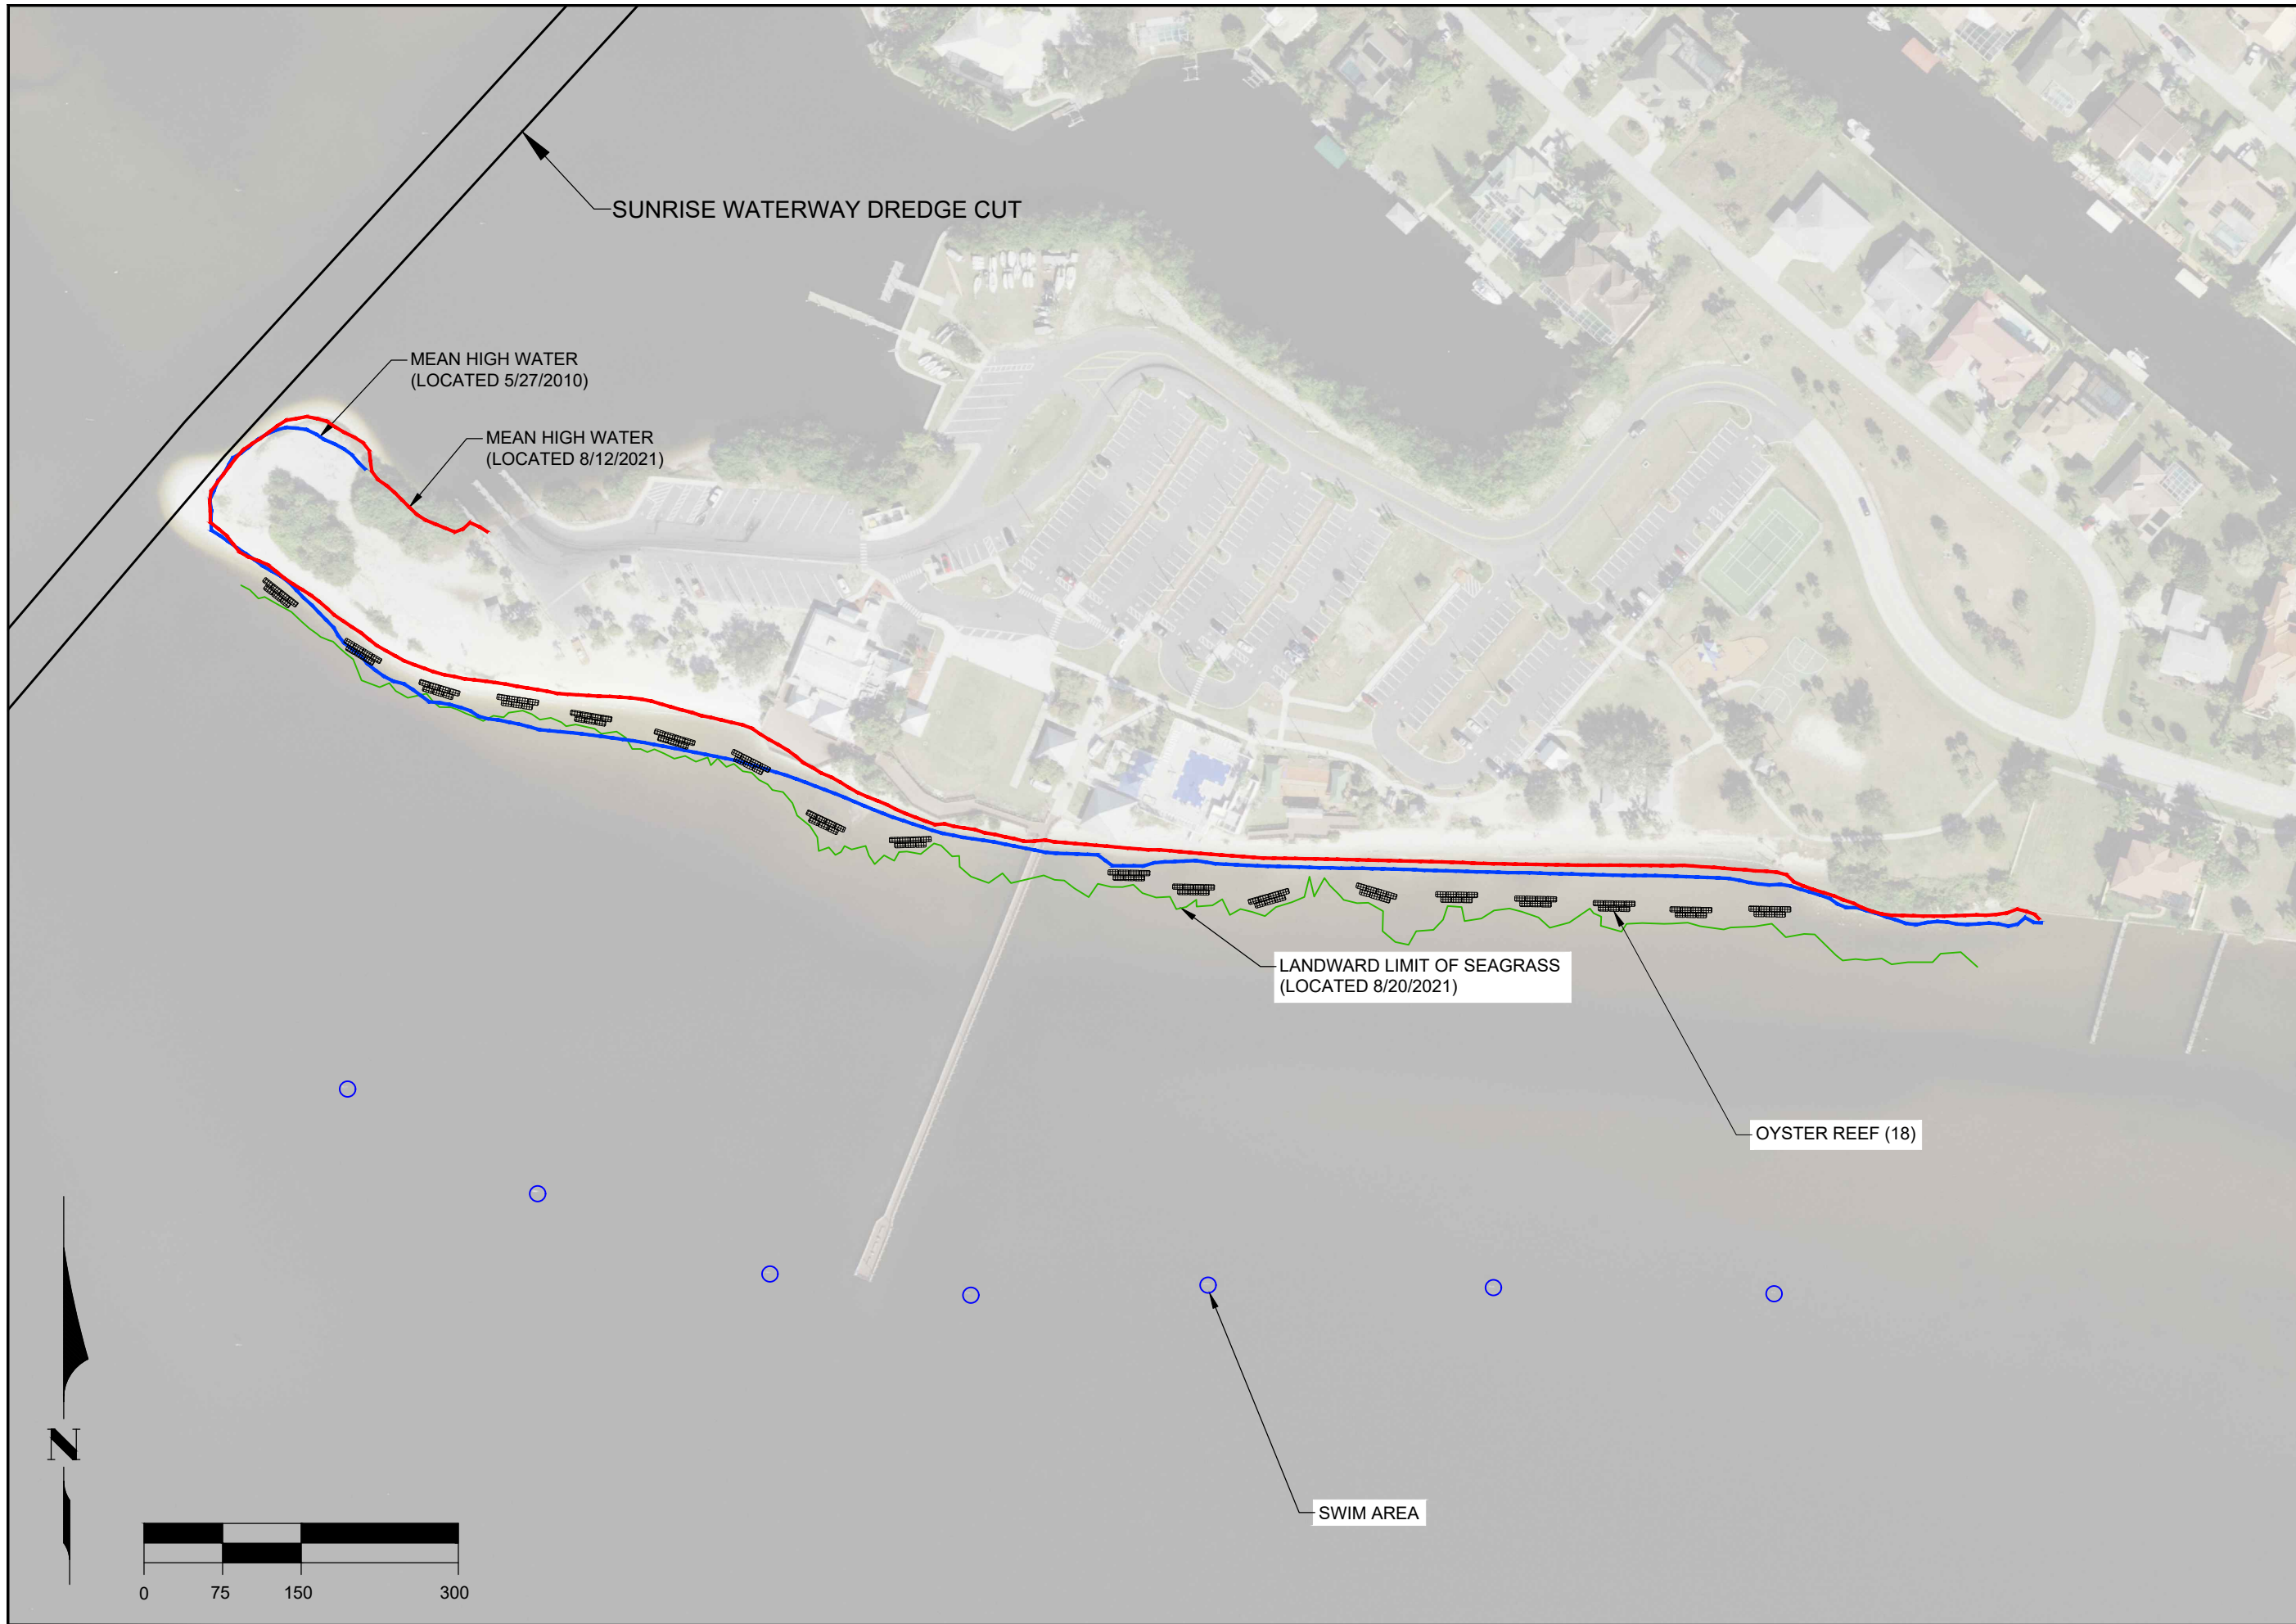 SUNRISE WATERWAY DREDGE CUT
MEAN HIGH WATER
(LOCATED 5/27/2010)
MEAN HIGH WATER
(LOCATED 8/12/2021)
LANDWARD LIMIT OF SEAGRASS
(LOCATED 8/20/2021)
OYSTER REEF (18)
SWIM AREA
N
0 75 150 300